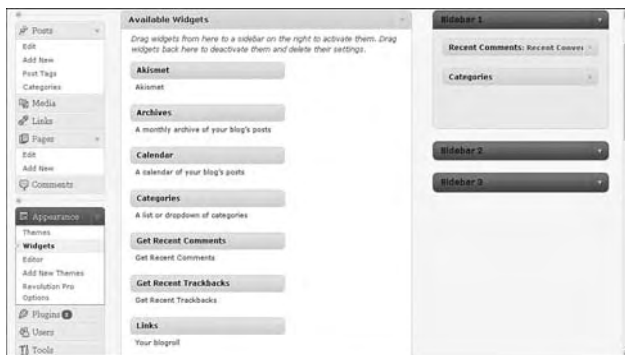 Posts
Edit
Add New
Post Tags
Categories
Media
Links
Pages
Edit
Add New
Comments
Appearance
Themes
Widgets
Editor
Add New Themes
Revolution Pro
Options
Plugins
Users
Tools
Available Widgets
Drag widgets from here to a sidebar on the right to activate them. Drag
widgets back here to deactivate them and delete their settings.
Akismet
Akismet
Archives
A monthly archive of your blog's posts
Calendar
A calendar of your blog's posts
Categories
A list or dropdown of categories
Get Recent Comments
Get Recent Comments
Get Recent Trackbacks
Get Recent Trackbacks
Links
Your blogroll
Sidebar 1
Recent Comments: Recent Conver
Categories
Sidebar 2
Sidebar 3